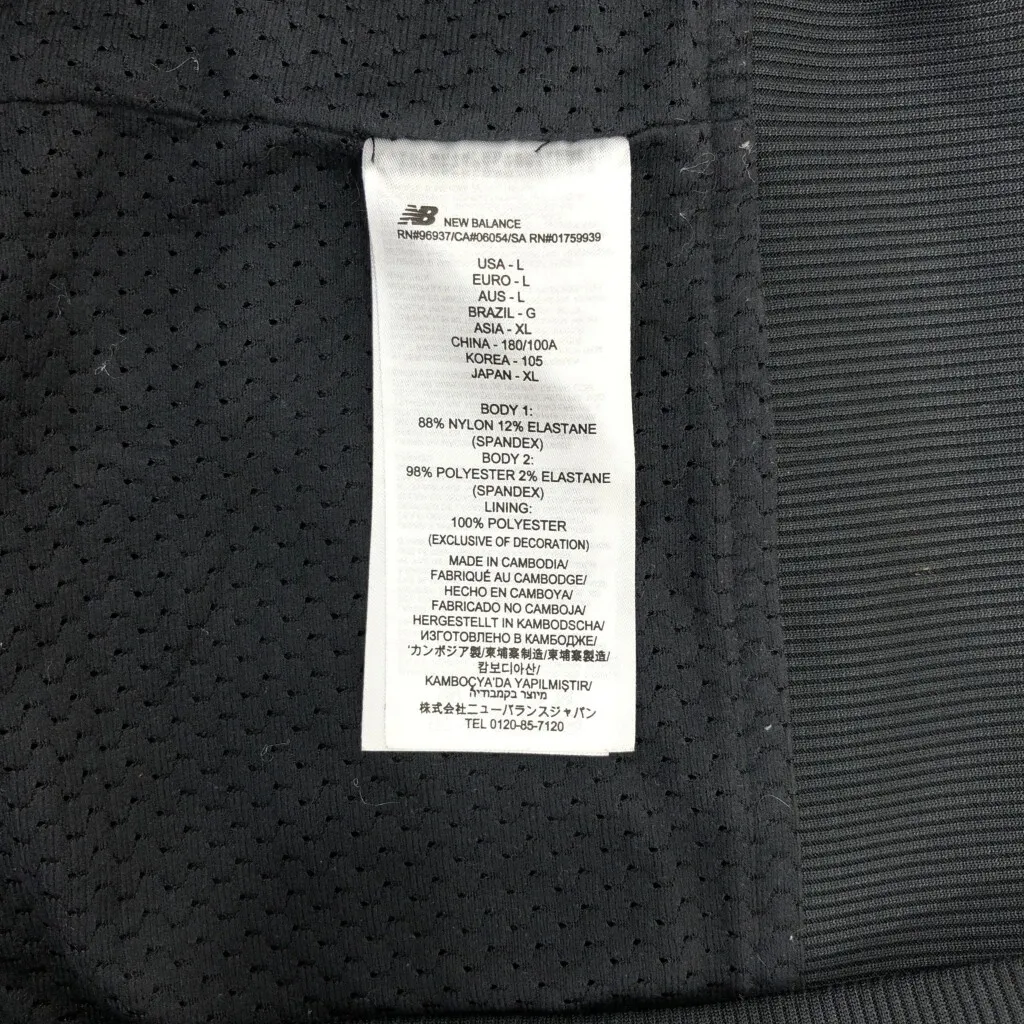 NB NEW BALANCE
RN#96937/CA#06054/SA RN#01759939
USA - L
EURO - L
AUS - L
BRAZIL - G
ASIA - XL
CHINA - 180/100A
KOREA - 105
JAPAN - XL
BODY 1:
88% NYLON 12% ELASTANE
(SPANDEX)
BODY 2:
98% POLYESTER 2% ELASTANE
(SPANDEX)
LINING:
100% POLYESTER
(EXCLUSIVE OF DECORATION)
MADE IN CAMBODIA/
FABRIQUÉ AU CAMBODGE/
HECHO EN CAMBOYA/
FABRICADO NO CAMBOJA/
HERGESTELLT IN KAMBODSCHA/
ИЗГОТОВЛЕНО В КАМБОДЖЕ/
'カンボジア製/柬埔寨制造/柬埔寨製造/
캄보디아산/
KAMBOÇYA'DA YAPILMIŞTIR/
מיוצר בקמבודיה
株式会社ニューバランスジャパン
TEL 0120-85-7120